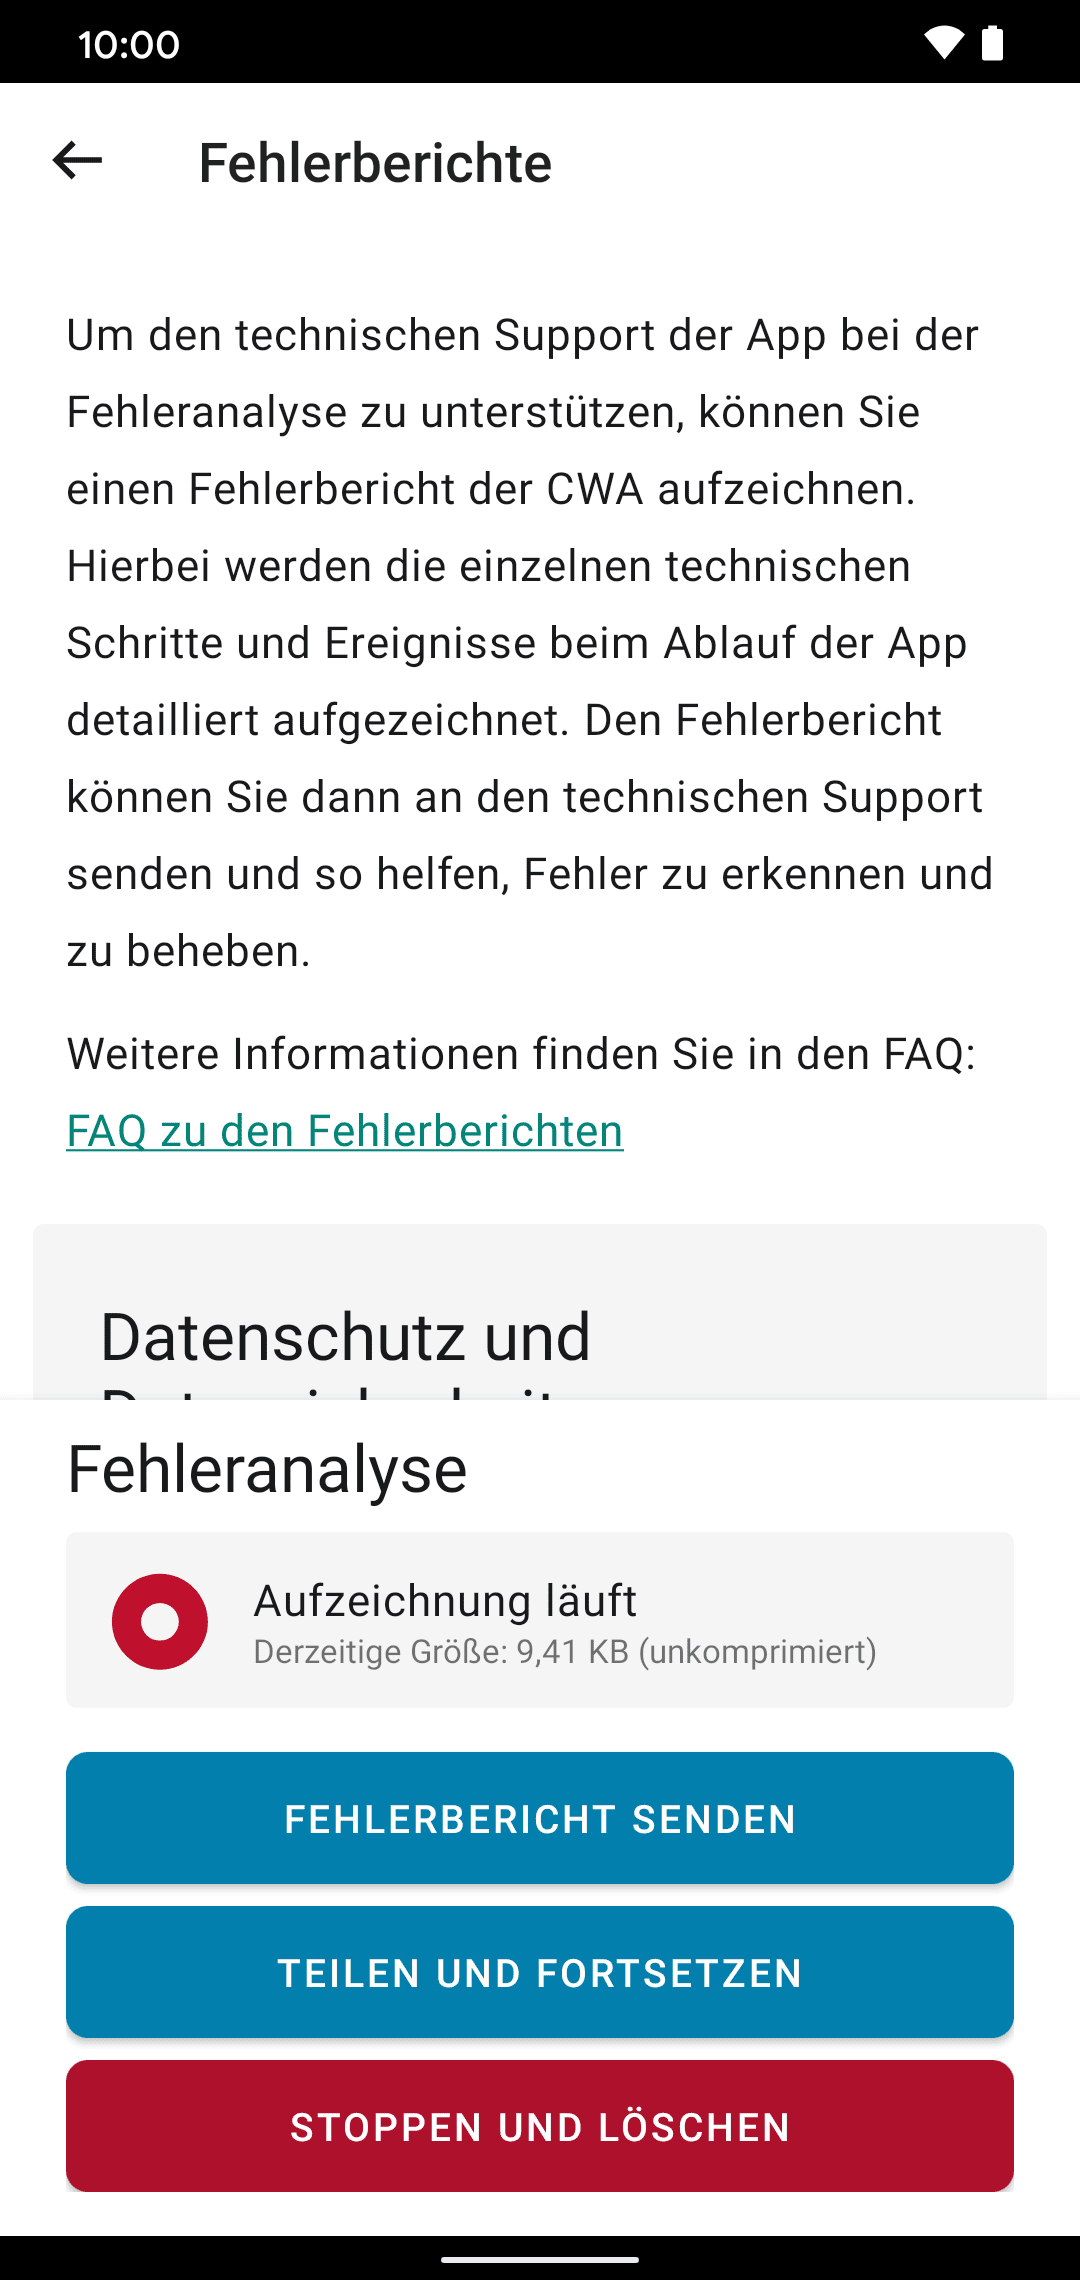 10:00
Fehlerberichte
Um den technischen Support der App bei der
Fehleranalyse zu unterstützen, können Sie
einen Fehlerbericht der CWA aufzeichnen.
Hierbei werden die einzelnen technischen
Schritte und Ereignisse beim Ablauf der App
detailliert aufgezeichnet. Den Fehlerbericht
können Sie dann an den technischen Support
senden und so helfen, Fehler zu erkennen und
zu beheben.
Weitere Informationen finden Sie in den FAQ:
FAQ zu den Fehlerberichten
Datenschutz und
Fehleranalyse
Aufzeichnung läuft
Derzeitige Größe: 9,41 KB (unkomprimiert)
FEHLERBERICHT SENDEN
TEILEN UND FORTSETZEN
STOPPEN UND LÖSCHEN